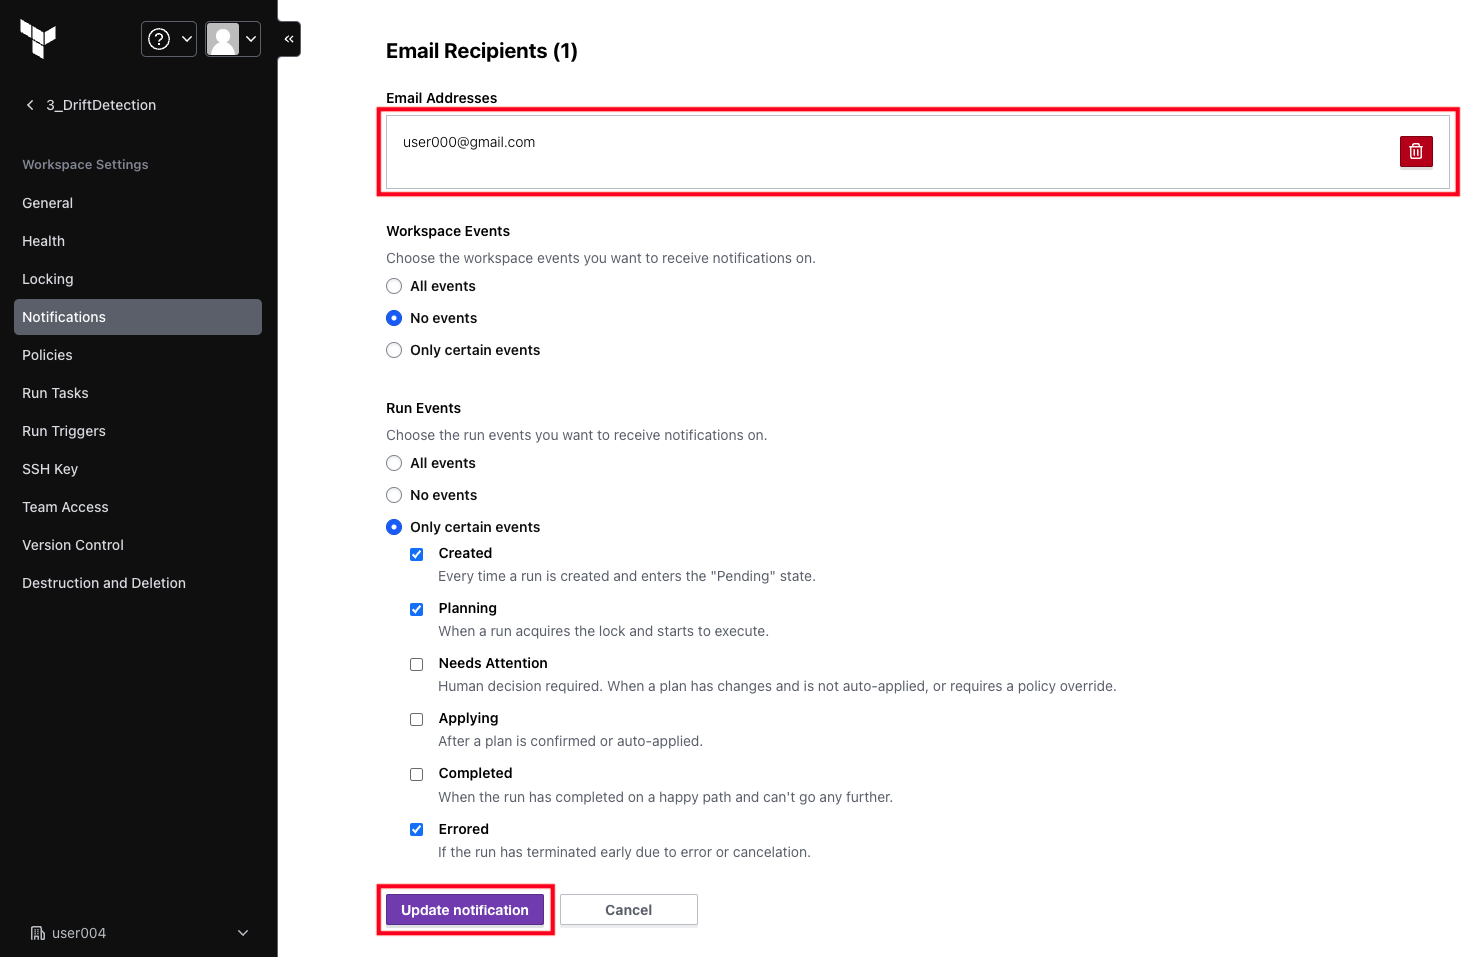 3_DriftDetection
Workspace Settings
General
Health
Locking
Notifications
Policies
Run Tasks
Run Triggers
SSH Key
Team Access
Version Control
Destruction and Deletion
user004
Email Recipients (1)
Email Addresses
user000@gmail.com
Workspace Events
Choose the workspace events you want to receive notifications on.
All events
No events
Only certain events
Run Events
Choose the run events you want to receive notifications on.
All events
No events
Only certain events
Created
Every time a run is created and enters the "Pending" state.
Planning
When a run acquires the lock and starts to execute.
Needs Attention
Human decision required. When a plan has changes and is not auto-applied, or requires a policy override.
Applying
After a plan is confirmed or auto-applied.
Completed
When the run has completed on a happy path and can't go any further.
Errored
If the run has terminated early due to error or cancelation.
Update notification
Cancel